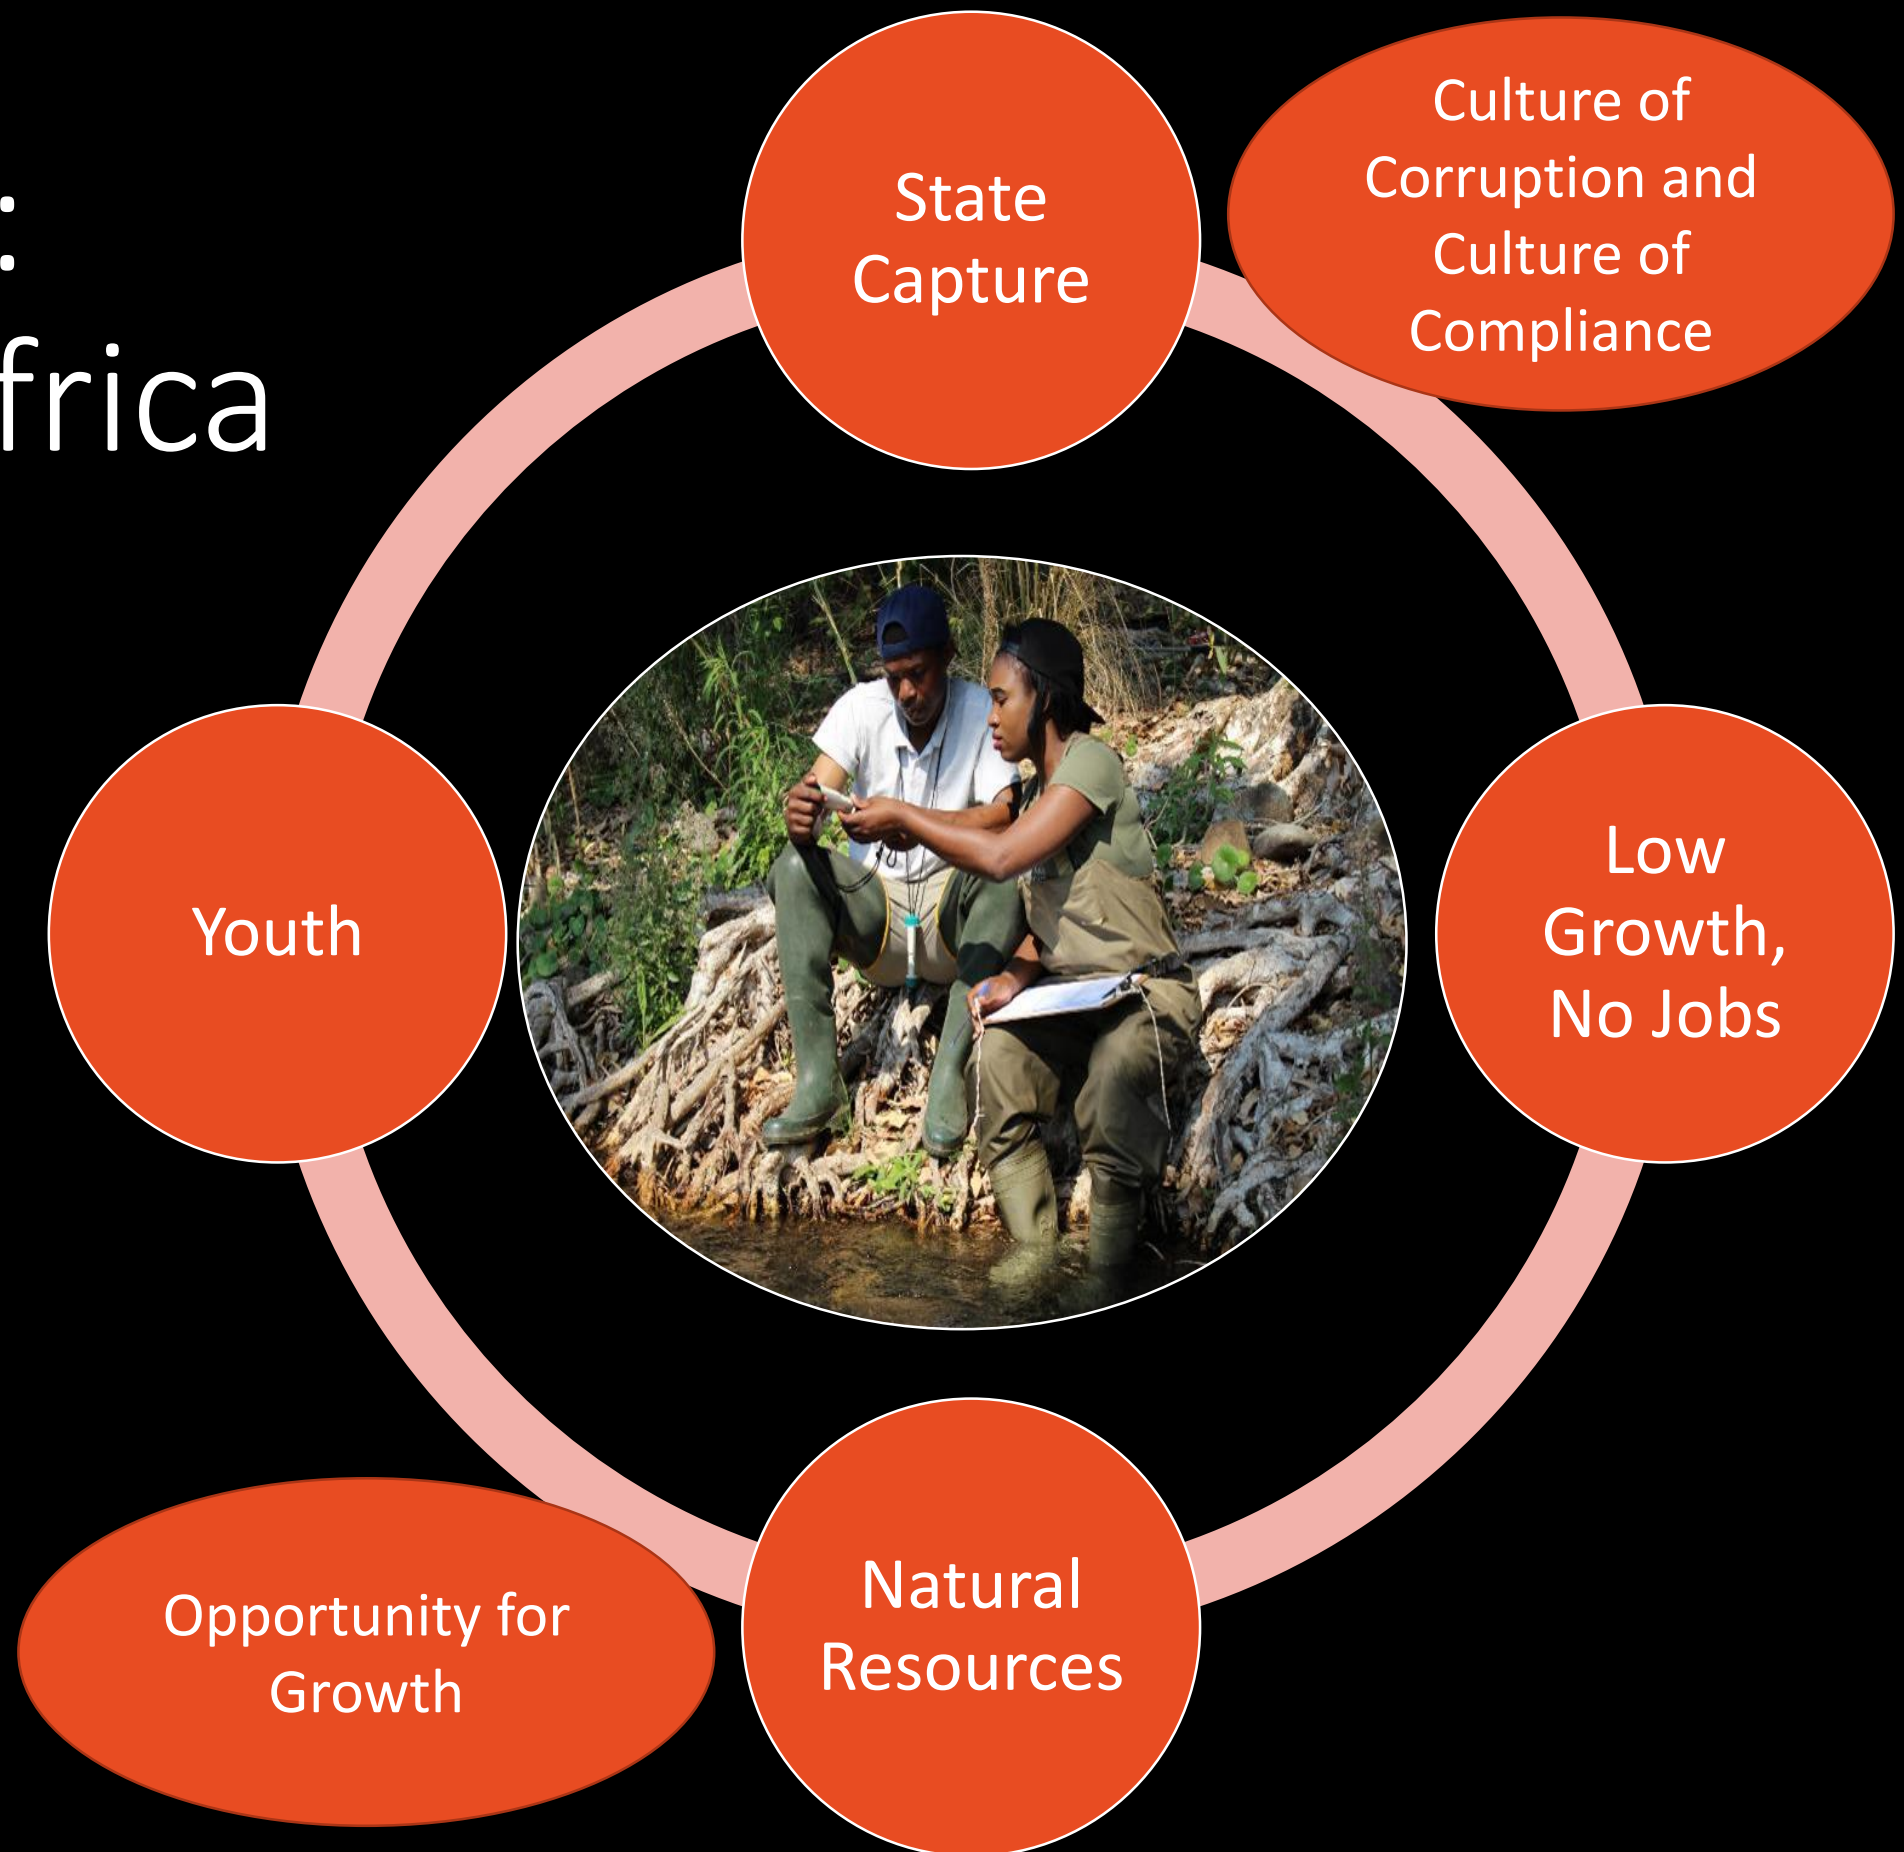 :
frica
State
Capture
Culture of
Corruption and
Culture of
Compliance
Low
Growth,
No Jobs
Natural
Resources
Opportunity for
Growth
Youth